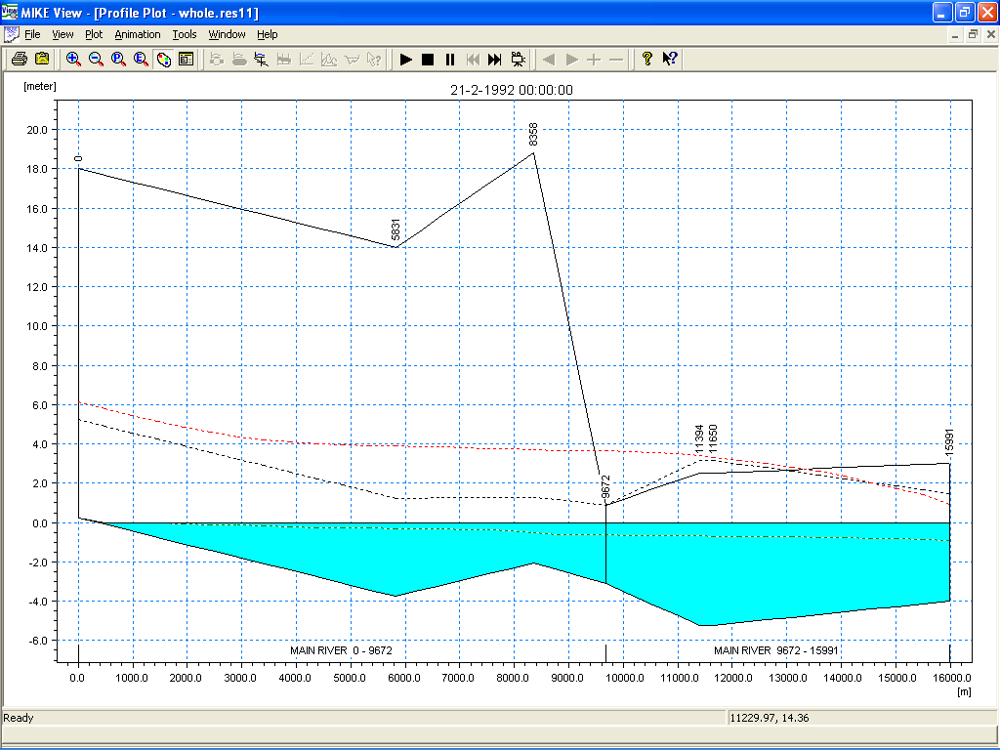 MIKE View - [Profile Plot - whole.res11]
File View Plot Animation Tools Window Help
[meter]
21-2-1992 00:00:00
20.0
18.0
16.0
14.0
12.0
10.0
8.0
6.0
4.0
2.0
0.0
-2.0
-4.0
-6.0
0
5831
8358
9672
11394
11650
15991
MAIN RIVER 0 - 9672
MAIN RIVER 9672 - 15991
0.0 1000.0 2000.0 3000.0 4000.0 5000.0 6000.0 7000.0 8000.0 9000.0 10000.0 11000.0 12000.0 13000.0 14000.0 15000.0 16000.0
[m]
Ready
11229.97, 14.36